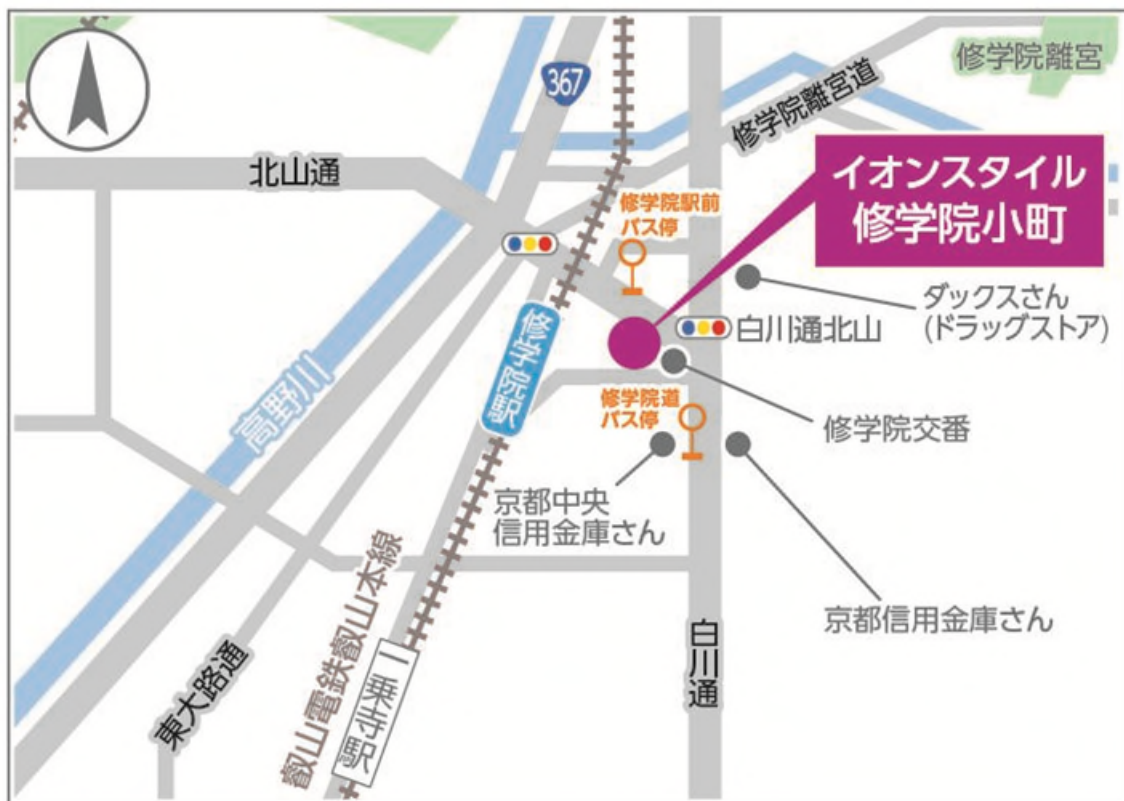 367
修学院離宮
修学院離宮道
北山通
イオンスタイル
修学院小町
修学院駅前
バス停
ダックスさん
(ドラッグストア)
白川通北山
修学院駅
高野川
修学院道
バス停
修学院交番
京都中央
信用金庫さん
京都信用金庫さん
叡山電鉄叡山本線
白川通
東大路通
一乗寺駅